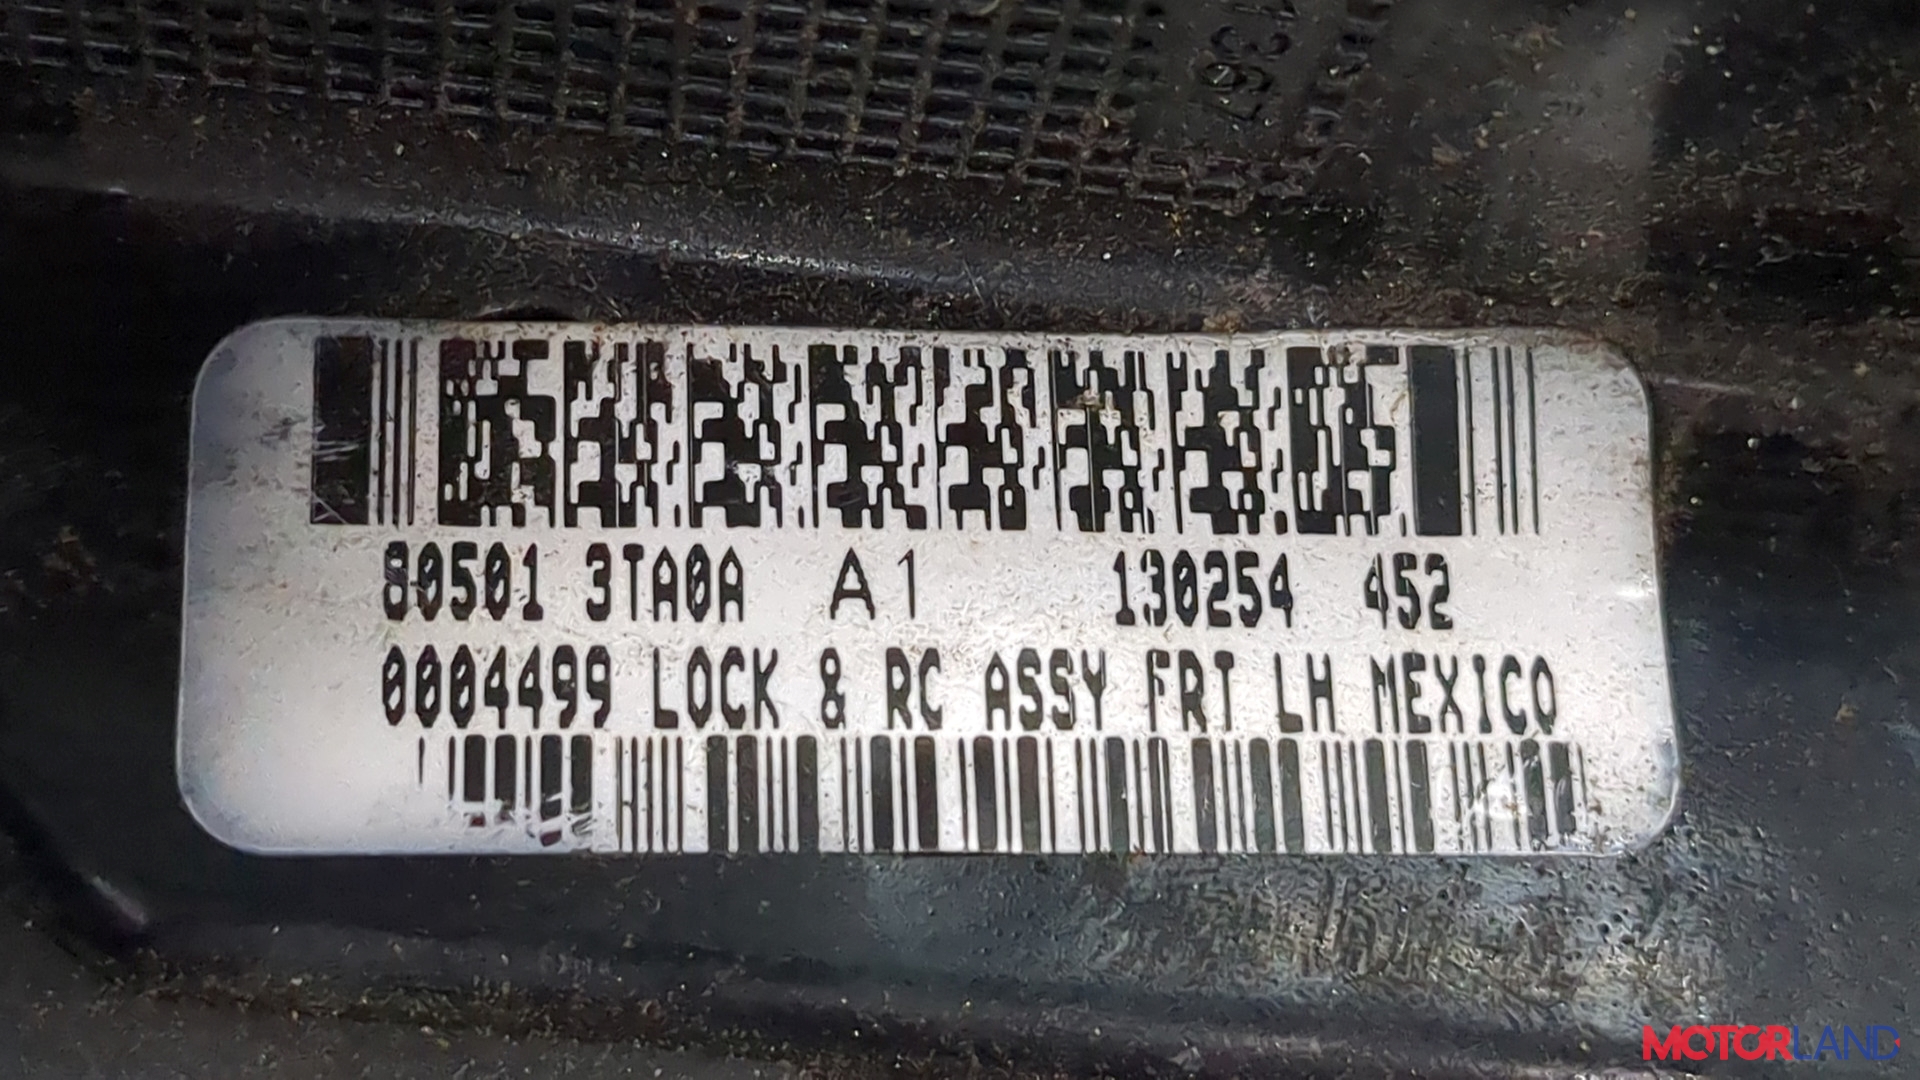 80501 3TA0A A1 130254 452
0004499 LOCK & RC ASSY FRT LH MEXICO
MOTORLAND